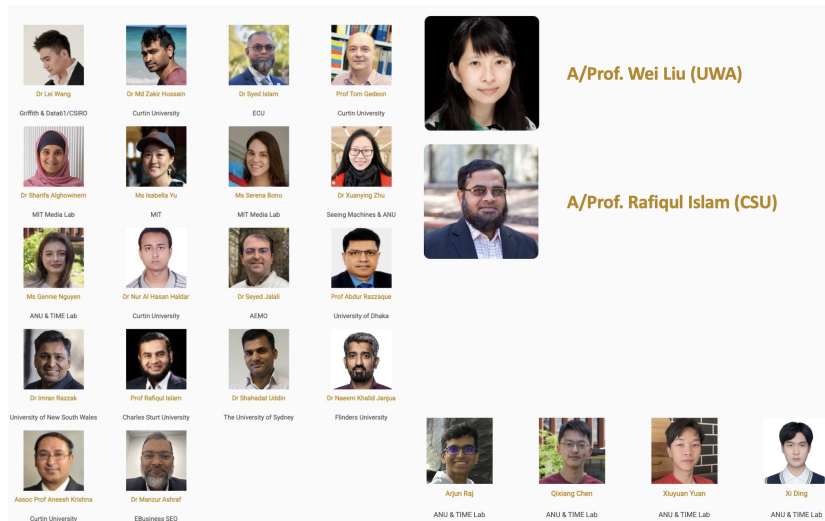 Dr Lei Wang
Griffith & Data61/CSIRO
Dr Md Zakir Hossain
Curtin University
Dr Syed Islam
ECU
Prof Tom Gedeon
Curtin University
Dr Sharifa Alghowinem
MIT Media Lab
Ms Isabella Yu
MIT
Ms Serena Bono
MIT Media Lab
Dr Xuanying Zhu
Seeing Machines & ANU
Ms Gennie Nguyen
ANU & TIME Lab
Dr Nur Al Hasan Haldar
Curtin University
Dr Seyed Jalali
AEMO
Prof Abdur Razzaque
University of Dhaka
Dr Imran Razzak
University of New South Wales
Prof Rafiqul Islam
Charles Sturt University
Dr Shahadat Uddin
The University of Sydney
Dr Naeem Khalid Janjua
Flinders University
Assoc Prof Aneesh Krishna
Curtin University
Dr Manzur Ashraf
EBusiness SEO
A/Prof. Wei Liu (UWA)
A/Prof. Rafiqul Islam (CSU)
Arjun Raj
ANU & TIME Lab
Qixiang Chen
ANU & TIME Lab
Xiuyuan Yuan
ANU & TIME Lab
Xi Ding
ANU & TIME Lab